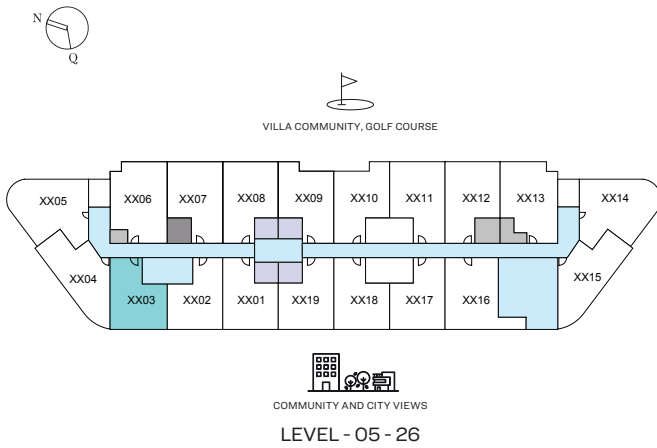 N
Q
VILLA COMMUNITY, GOLF COURSE
XX05 XX06 XX07 XX08 XX09 XX10 XX11 XX12 XX13 XX14
XX04 XX03 XX02 XX01 XX19 XX18 XX17 XX16 XX15
COMMUNITY AND CITY VIEWS
LEVEL - 05 - 26